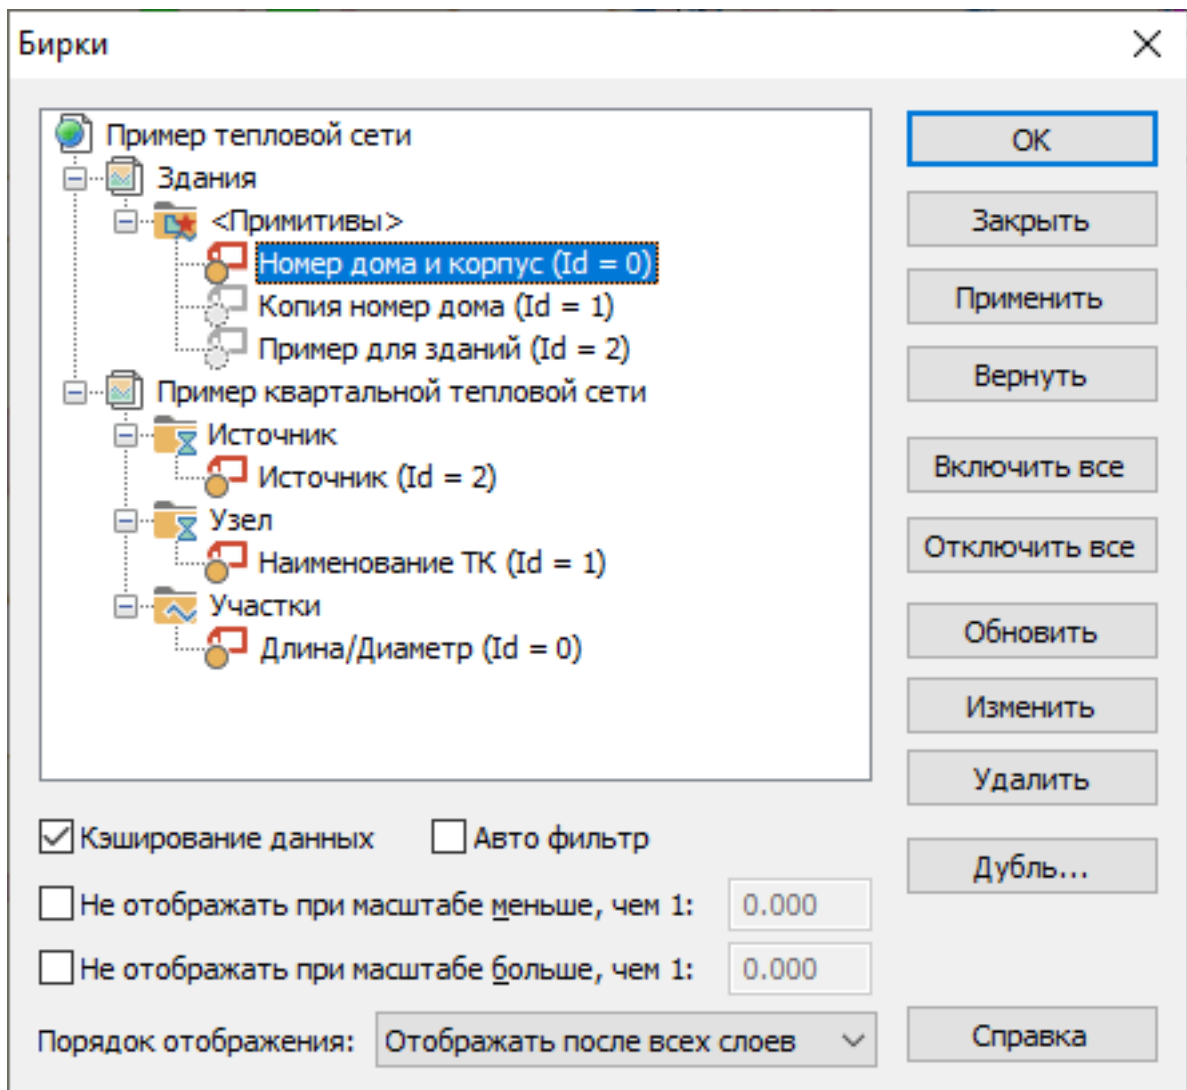 Бирки
Пример тепловой сети
Здания
<Примитивы>
Номер дома и корпус (Id = 0)
Копия номер дома (Id = 1)
Пример для зданий (Id = 2)
Пример квартальной тепловой сети
Источник
Источник (Id = 2)
Узел
Наименование ТК (Id = 1)
Участки
Длина/Диаметр (Id = 0)
OK
Закрыть
Применить
Вернуть
Включить все
Отключить все
Обновить
Изменить
Удалить
Дубль...
Кэширование данных
Авто фильтр
Не отображать при масштабе меньше, чем 1: 0.000
Не отображать при масштабе больше, чем 1: 0.000
Порядок отображения: Отображать после всех слоев
Справка